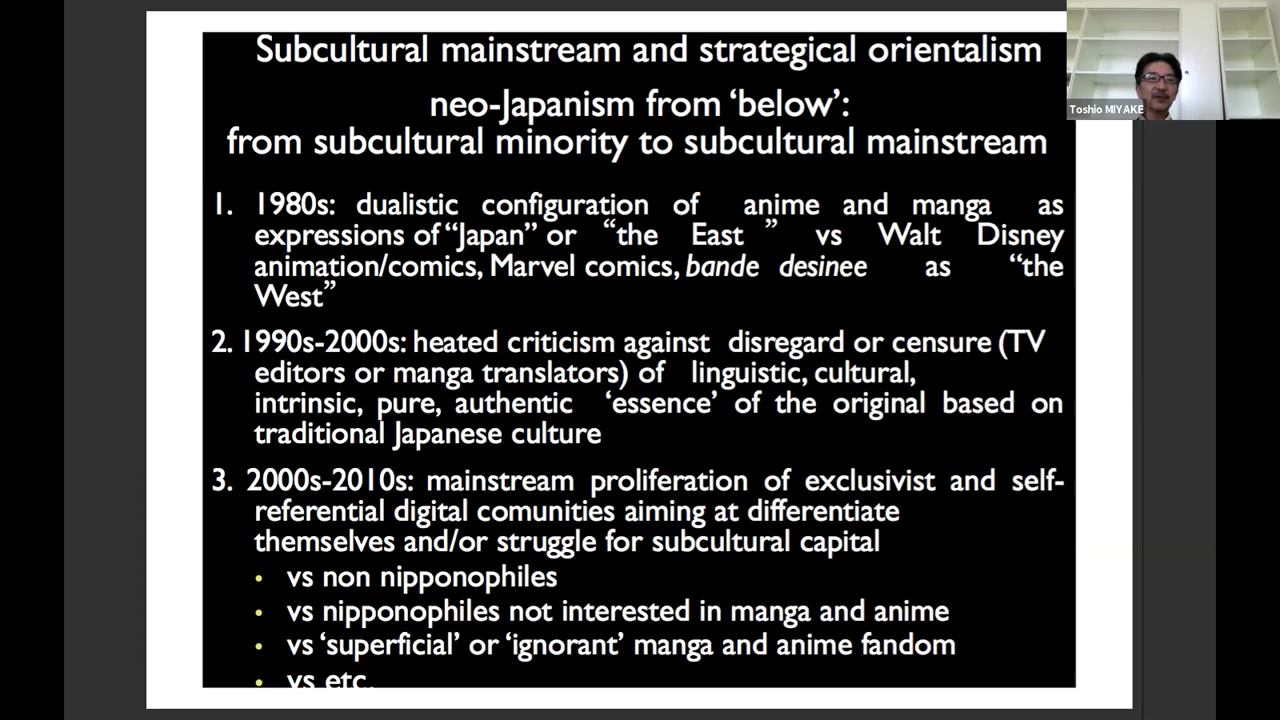 Subcultural mainstream and strategical orientalism
neo-Japanism from ‘below’:
from subcultural minority to subcultural mainstream
1. 1980s: dualistic configuration of anime and manga as
expressions of “Japan” or “the East ” vs Walt Disney
animation/comics, Marvel comics, bande desinee as “the
West”
2. 1990s-2000s: heated criticism against disregard or censure (TV
editors or manga translators) of linguistic, cultural,
intrinsic, pure, authentic ‘essence’ of the original based on
traditional Japanese culture
3. 2000s-2010s: mainstream proliferation of exclusivist and self-
referential digital comunities aiming at differentiate
themselves and/or struggle for subcultural capital
• vs non nipponophiles
• vs nipponophiles not interested in manga and anime
• vs ‘superficial’ or ‘ignorant’ manga and anime fandom
• vs etc.
Toshio MIYAKE